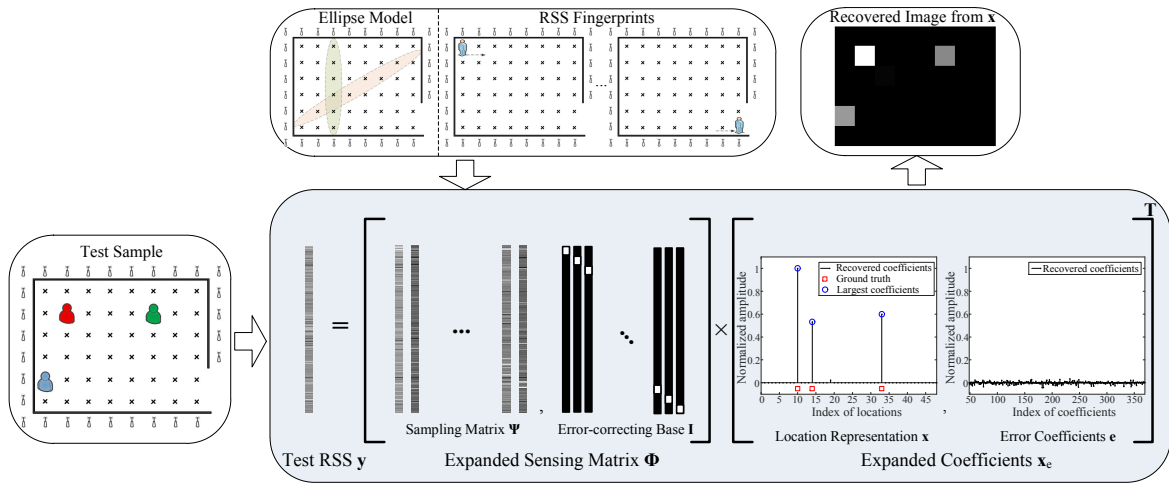 Ellipse Model
RSS Fingerprints
...
Recovered Image from x
Test Sample
=
...
,
Sampling Matrix Ψ
Error-correcting Base I
Test RSS y
Expanded Sensing Matrix Φ
×
T
Normalized amplitude
1
0.8
0.6
0.4
0.2
0
Recovered coefficients
Ground truth
Largest coefficients
0 5 10 15 20 25 30 35 40 45
Index of locations
Location Representation x
,
Normalized amplitude
1
0.8
0.6
0.4
0.2
0
Recovered coefficients
50 100 150 200 250 300 350
Index of coefficients
Error Coefficients e
Expanded Coefficients xe